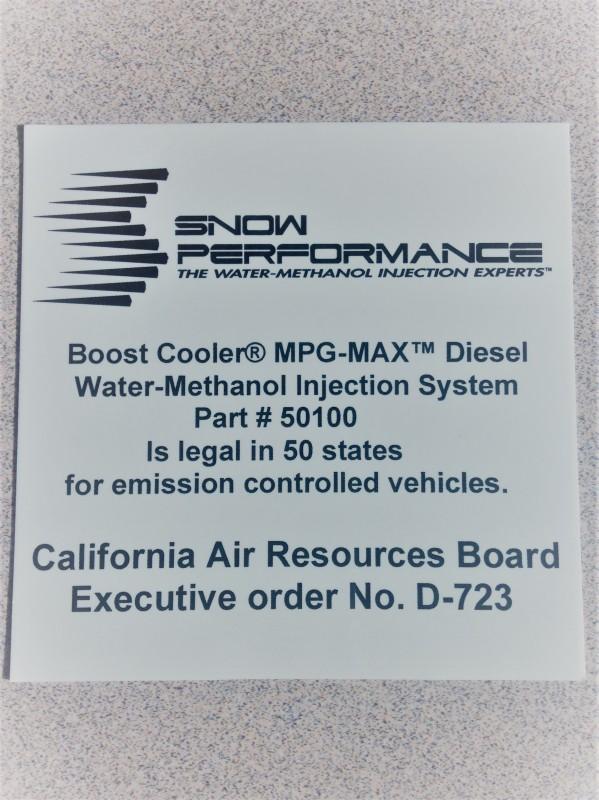 SNOW
PERFORMANCE
THE WATER-METHANOL INJECTION EXPERTS™
Boost Cooler® MPG-MAX™ Diesel
Water-Methanol Injection System
Part # 50100
Is legal in 50 states
for emission controlled vehicles.
California Air Resources Board
Executive order No. D-723